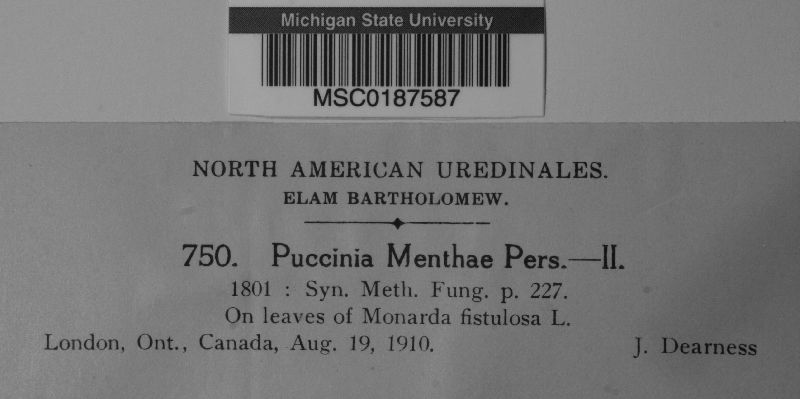 Michigan State University
MSC0187587
NORTH AMERICAN UREDINALES.
ELAM BARTHOLOMEW.
750. Puccinia Menthae Pers.—II.
1801 : Syn. Meth. Fung. p. 227.
On leaves of Monarda fistulosa L.
London, Ont., Canada, Aug. 19, 1910. J. Dearness